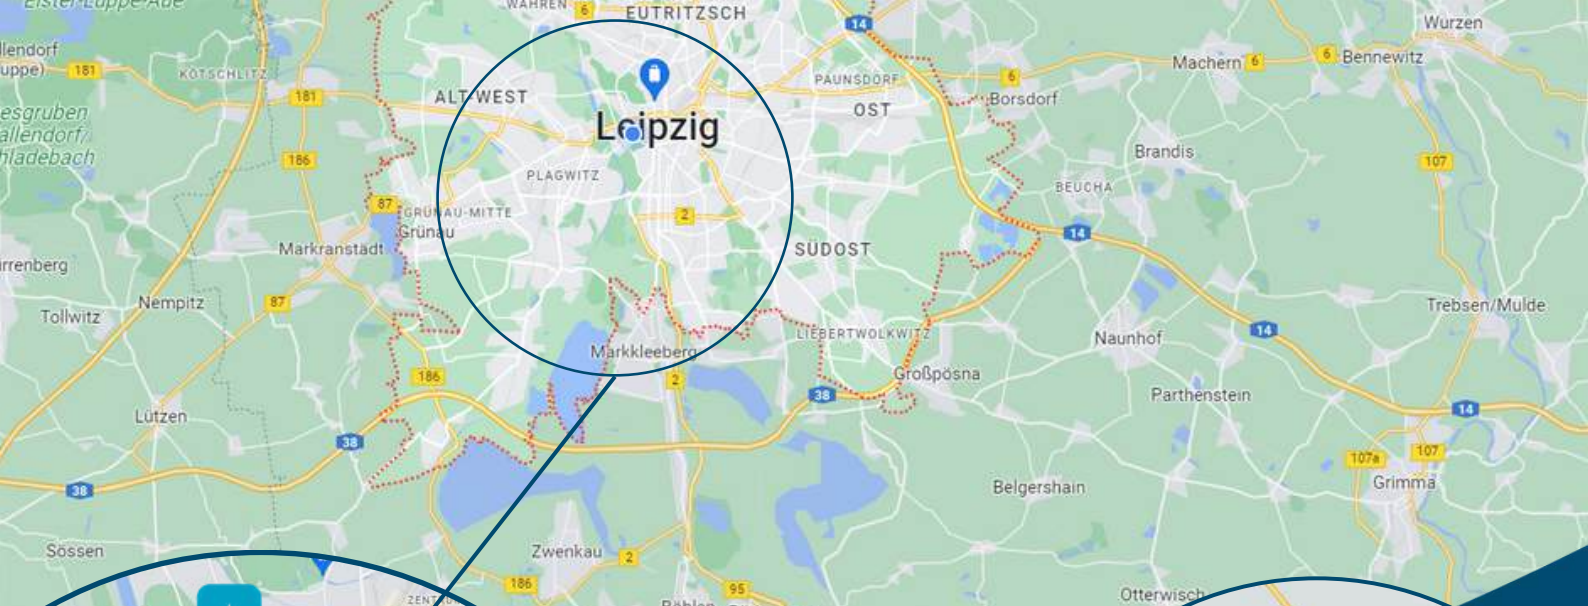 WAHREN
6
EUTRITZSCH
14
Wurzen
6
Bennewitz
Machern 6
6
Borsdorf
PAUNSDORF
OST
181
KÖTSCHLITZ
181
ALT-WEST
Leipzig
esgruben
allendorf/
186
PLAGWITZ
Brandis
107
BEUCHA
87
GRÜNAU-MITTE
Grünau
2
14
Markranstädt
SÜDOST
Nempitz
87
Tollwitz
Trebsen/Mulde
LIEBERTWOLKWITZ
Naunhof
14
Markkleeberg
186
2
Großpösna
38
Parthenstein
14
Lützen
38
107a
107
Grimma
38
Belgershain
Sössen
Zwenkau
2
186
95
Otterwisch